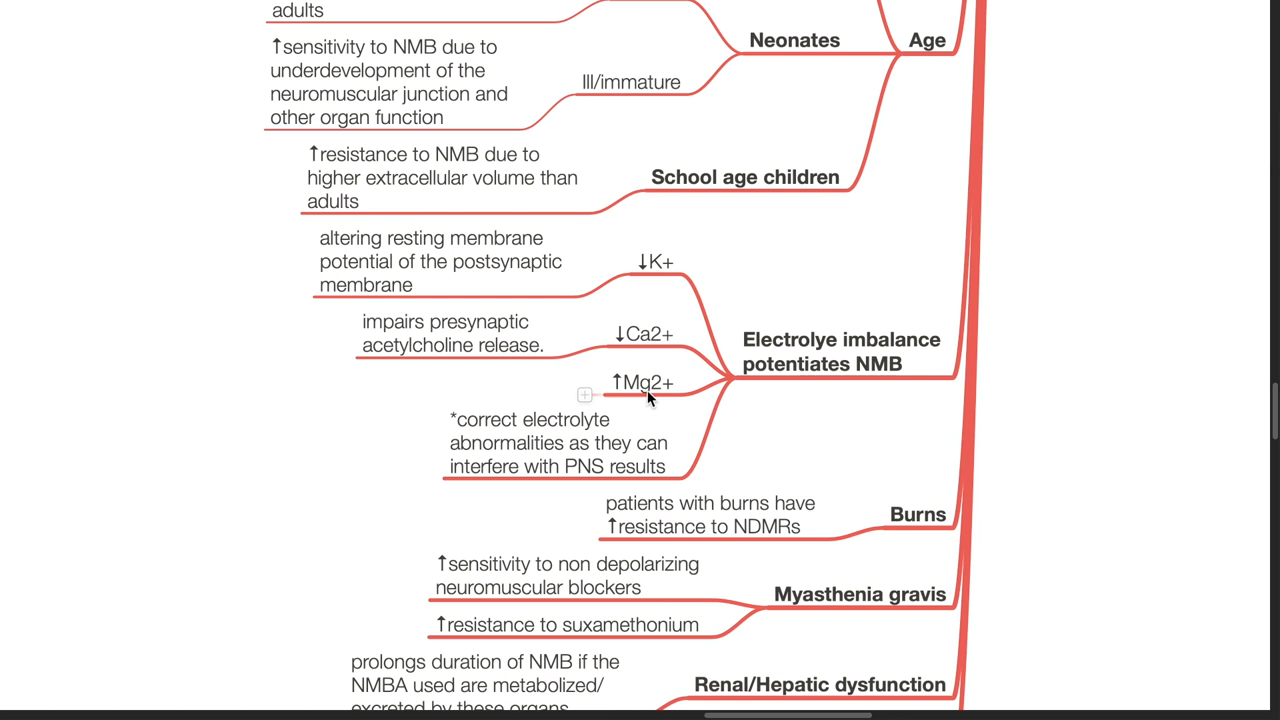 adults
↑sensitivity to NMB due to
underdevelopment of the
neuromuscular junction and
other organ function
Ill/immature
Neonates
Age
↑resistance to NMB due to
higher extracellular volume than
adults
School age children
altering resting membrane
potential of the postsynaptic
membrane
↓K+
impairs presynaptic
acetylcholine release.
↓Ca2+
↑Mg2+
*correct electrolyte
abnormalities as they can
interfere with PNS results
Electrolye imbalance
potentiates NMB
patients with burns have
↑resistance to NDMRs
Burns
↑sensitivity to non depolarizing
neuromuscular blockers
↑resistance to suxamethonium
Myasthenia gravis
prolongs duration of NMB if the
NMBA used are metabolized/
excreted by these organs
Renal/Hepatic dysfunction